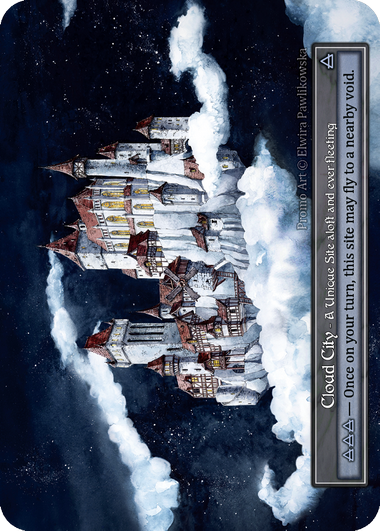 Promo Art © Elwira Pawlikowska
Cloud City - A Unique Site aloft and ever fleeting
— Once on your turn, this site may fly to a nearby void.